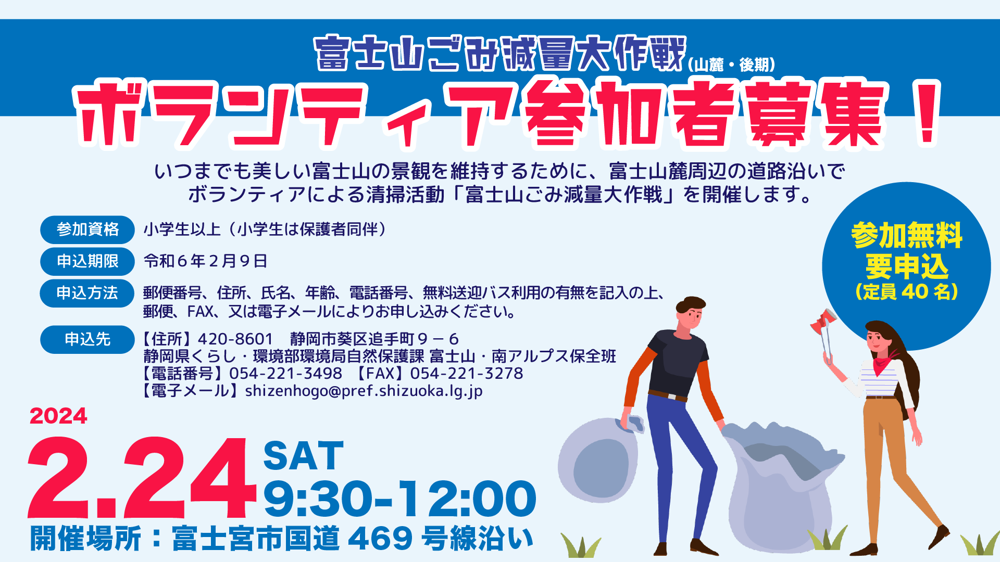 富士山ごみ減量大作戦(山麓・後期)
ボランティア参加者募集！
いつまでも美しい富士山の景観を維持するために、富士山麓周辺の道路沿いで
ボランティアによる清掃活動「富士山ごみ減量大作戦」を開催します。
参加資格 小学生以上（小学生は保護者同伴）
申込期限 令和６年２月９日
申込方法 郵便番号、住所、氏名、年齢、電話番号、無料送迎バス利用の有無を記入の上、
郵便、FAX、又は電子メールによりお申し込みください。
申込先 【住所】420-8601　静岡市葵区追手町９－６
静岡県くらし・環境部環境局自然保護課 富士山・南アルプス保全班
【電話番号】054-221-3498 【FAX】054-221-3278
【電子メール】shizenhogo@pref.shizuoka.lg.jp
参加無料
要申込
(定員 40 名)
2024
2.24 SAT
9:30-12:00
開催場所：富士宮市国道 469 号線沿い